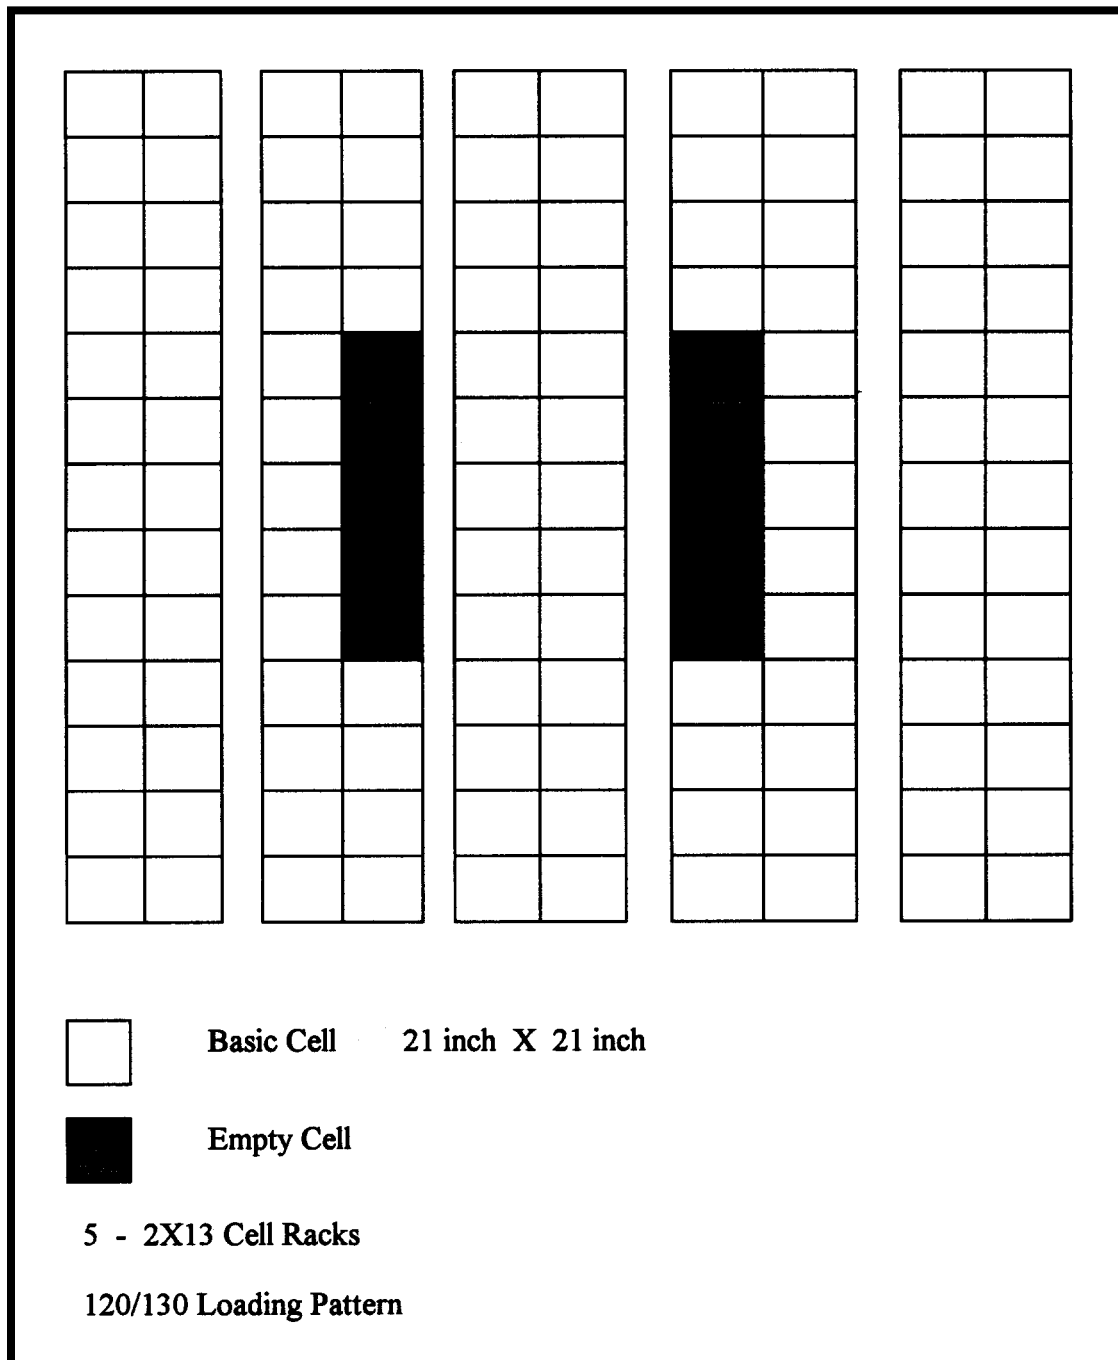 Basic Cell 21 inch X 21 inch
Empty Cell
5 - 2X13 Cell Racks
120/130 Loading Pattern